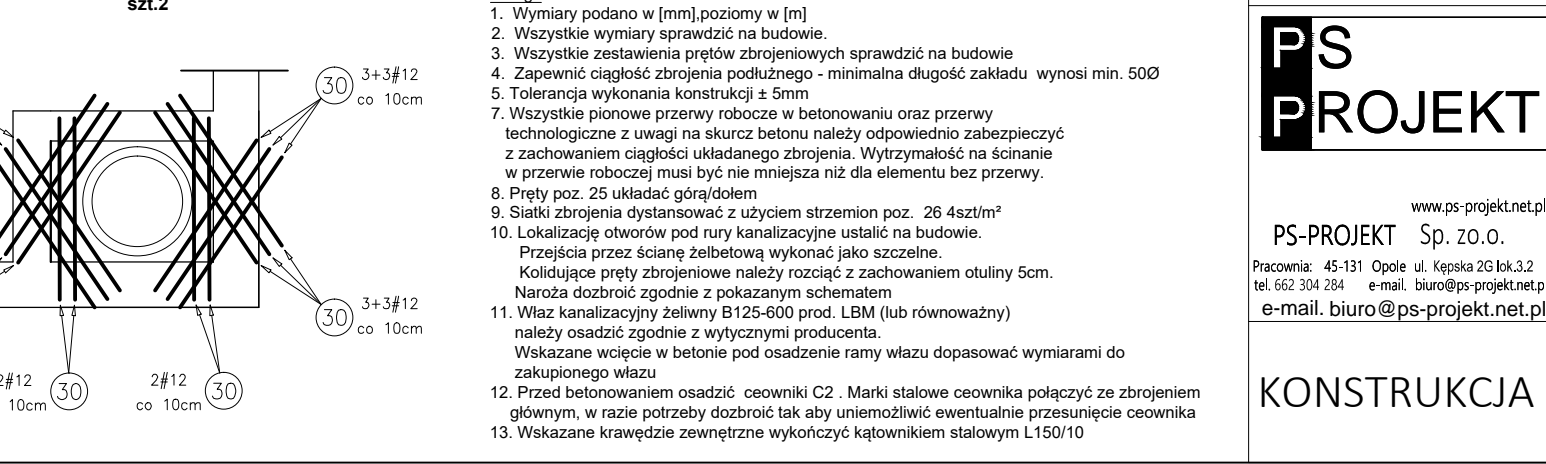 szt.2
30
3+3#12
co 10cm
30
3+3#12
co 10cm
2#12
10cm
30
2#12
co 10cm
30
1. Wymiary podano w [mm],poziomy w [m]
2. Wszystkie wymiary sprawdzić na budowie.
3. Wszystkie zestawienia prętów zbrojeniowych sprawdzić na budowie
4. Zapewnić ciągłość zbrojenia podłużnego - minimalna długość zakładu wynosi min. 50Ø
5. Tolerancja wykonania konstrukcji ± 5mm
7. Wszystkie pionowe przerwy robocze w betonowaniu oraz przerwy
technologiczne z uwagi na skurcz betonu należy odpowiednio zabezpieczyć
z zachowaniem ciągłości układanego zbrojenia. Wytrzymałość na ścinanie
w przerwie roboczej musi być nie mniejsza niż dla elementu bez przerwy.
8. Pręty poz. 25 układać górą/dołem
9. Siatki zbrojenia dystansować z użyciem strzemion poz. 26 4szt/m²
10. Lokalizację otworów pod rury kanalizacyjne ustalić na budowie.
Przejścia przez ścianę żelbetową wykonać jako szczelne.
Kolidujące pręty zbrojeniowe należy rozciąć z zachowaniem otuliny 5cm.
Naroża dozbroić zgodnie z pokazanym schematem
11. Właz kanalizacyjny żeliwny B125-600 prod. LBM (lub równoważny)
należy osadzić zgodnie z wytycznymi producenta.
Wskazane wcięcie w betonie pod osadzenie ramy włazu dopasować wymiarami do
zakupionego włazu
12. Przed betonowaniem osadzić ceowniki C2 . Marki stalowe ceownika połączyć ze zbrojeniem
głównym, w razie potrzeby dozbroić tak aby uniemożliwić ewentualnie przesunięcie ceownika
13. Wskazane krawędzie zewnętrzne wykończyć kątownikiem stalowym L150/10
PS
PROJEKT
www.ps-projekt.net.pl
PS-PROJEKT Sp. zo.o.
Pracownia: 45-131 Opole ul. Kępska 2G lok.3.2
tel. 662 304 284 e-mail. biuro@ps-projekt.net.p
e-mail. biuro@ps-projekt.net.pl
KONSTRUKCJA